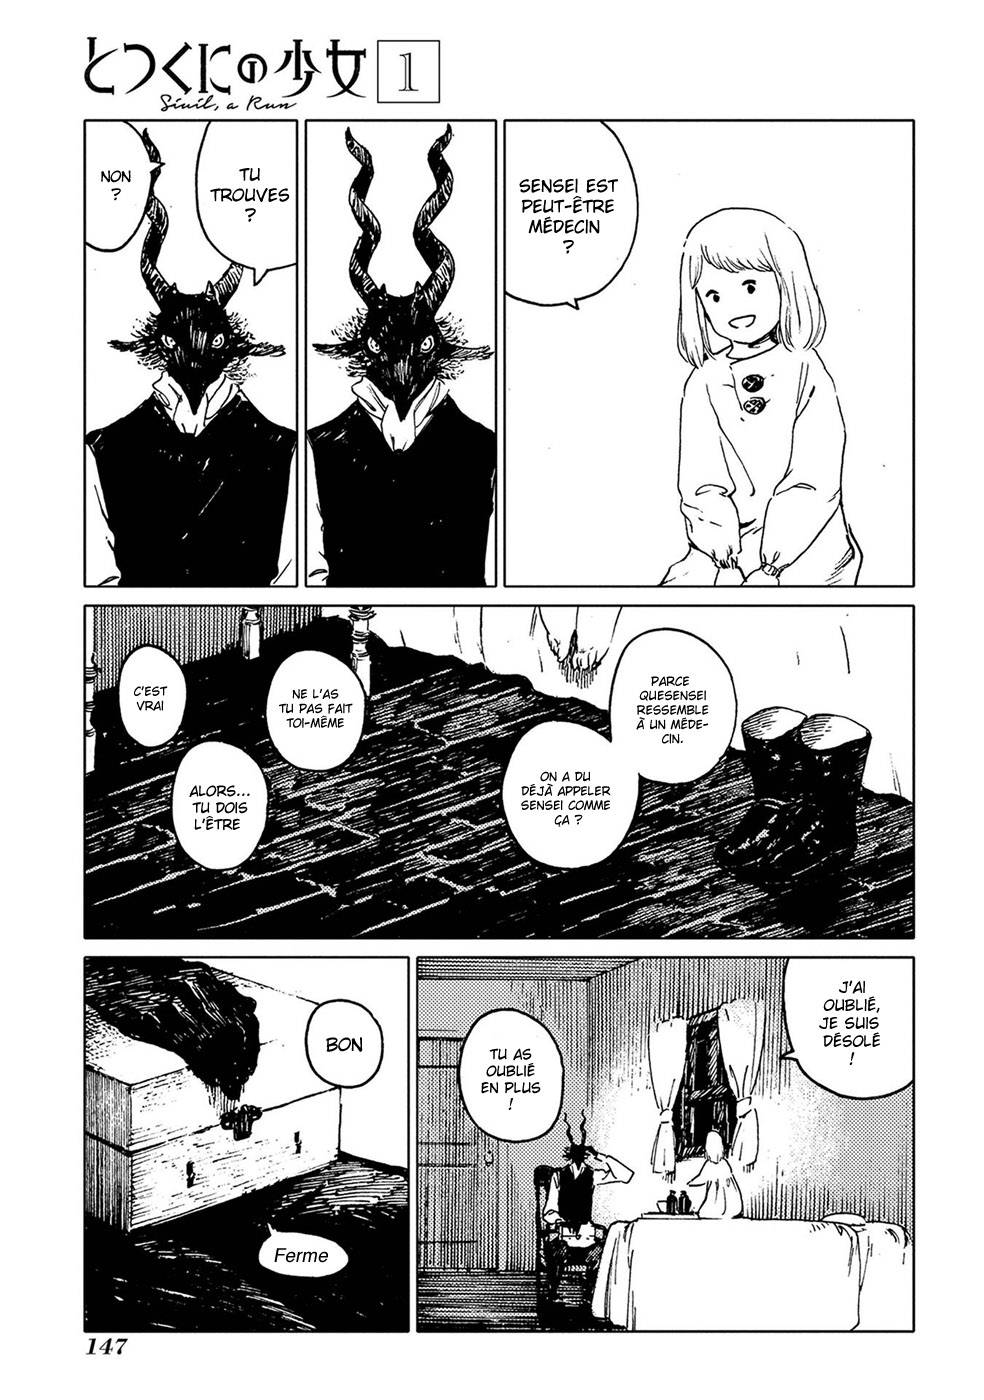 とつくにの少女 1
Siúil, a Run
SENSEI EST
PEUT-ÊTRE
MÉDECIN
?
TU
TROUVES
?
NON
?
PARCE
QUESENSEI
RESSEMBLE
À UN MÉDE-
CIN.
ON A DU
DÉJÀ APPELER
SENSEI COMME
ÇA ?
NE L'AS
TU PAS FAIT
TOI-MÊME
ALORS...
TU DOIS
L'ÊTRE
C'EST
VRAI
J'AI
OUBLIÉ,
JE SUIS
DÉSOLÉ
!
TU AS
OUBLIÉ
EN PLUS
!
BON
Ferme
147